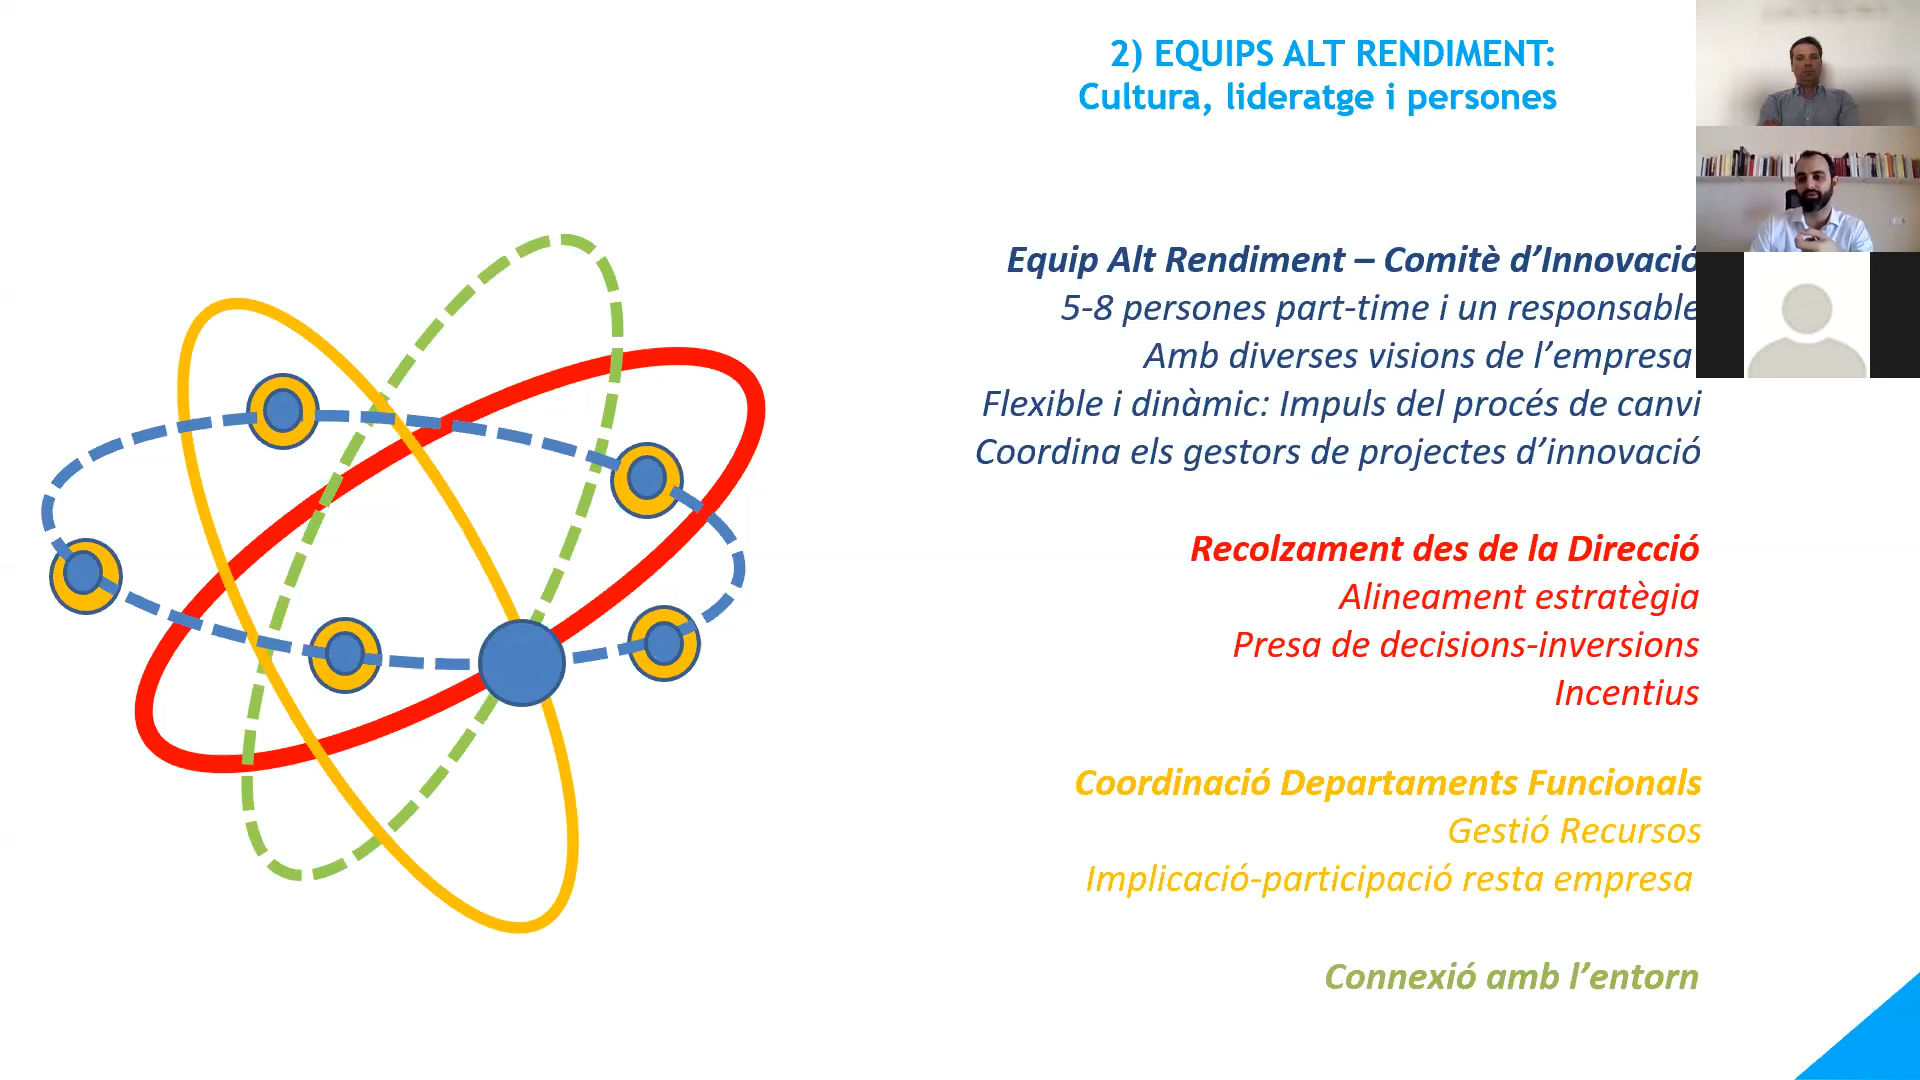 2) EQUIPS ALT RENDIMENT:
Cultura, lideratge i persones
Equip Alt Rendiment – Comitè d’Innovació
5-8 persones part-time i un responsable
Amb diverses visions de l’empresa
Flexible i dinàmic: Impuls del procés de canvi
Coordina els gestors de projectes d’innovació
Recolzament des de la Direcció
Alineament estratègia
Presa de decisions-inversions
Incentius
Coordinació Departaments Funcionals
Gestió Recursos
Implicació-participació resta empresa
Connexió amb l’entorn